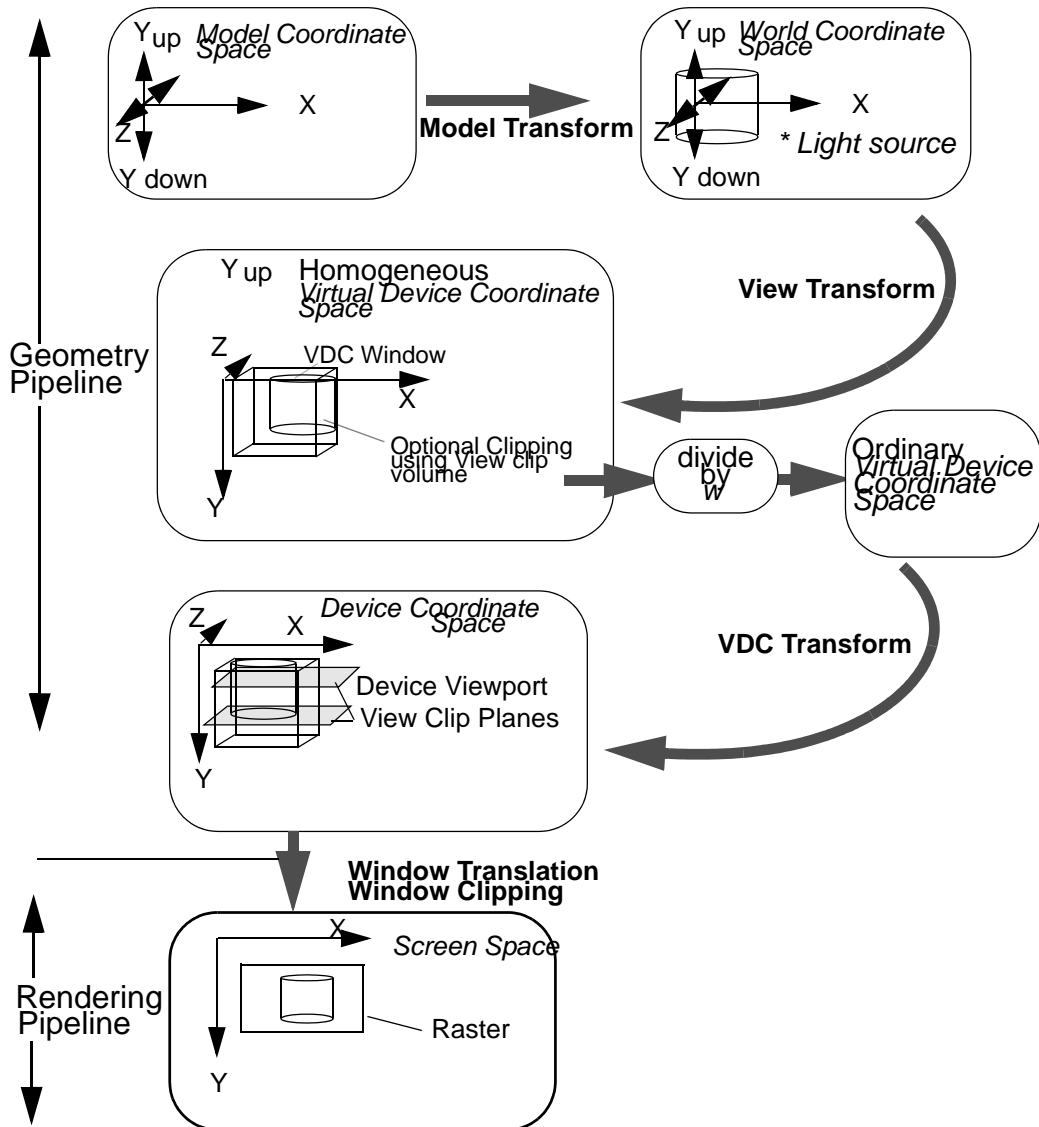 Y up Model Coordinate
Space
X
Z
Y down
Model Transform
Y up World Coordinate
Space
X
Z
* Light source
Y down
View Transform
Geometry
Pipeline
Y up Homogeneous
Virtual Device Coordinate
Space
Z
VDC Window
X
Optional Clipping
using View clip
volume
Y
divide
by
w
Ordinary
Virtual Device
Coordinate
Space
VDC Transform
Device Coordinate
Space
Z
X
Device Viewport
View Clip Planes
Y
Window Translation
Window Clipping
Rendering
Pipeline
X
Screen Space
Raster
Y